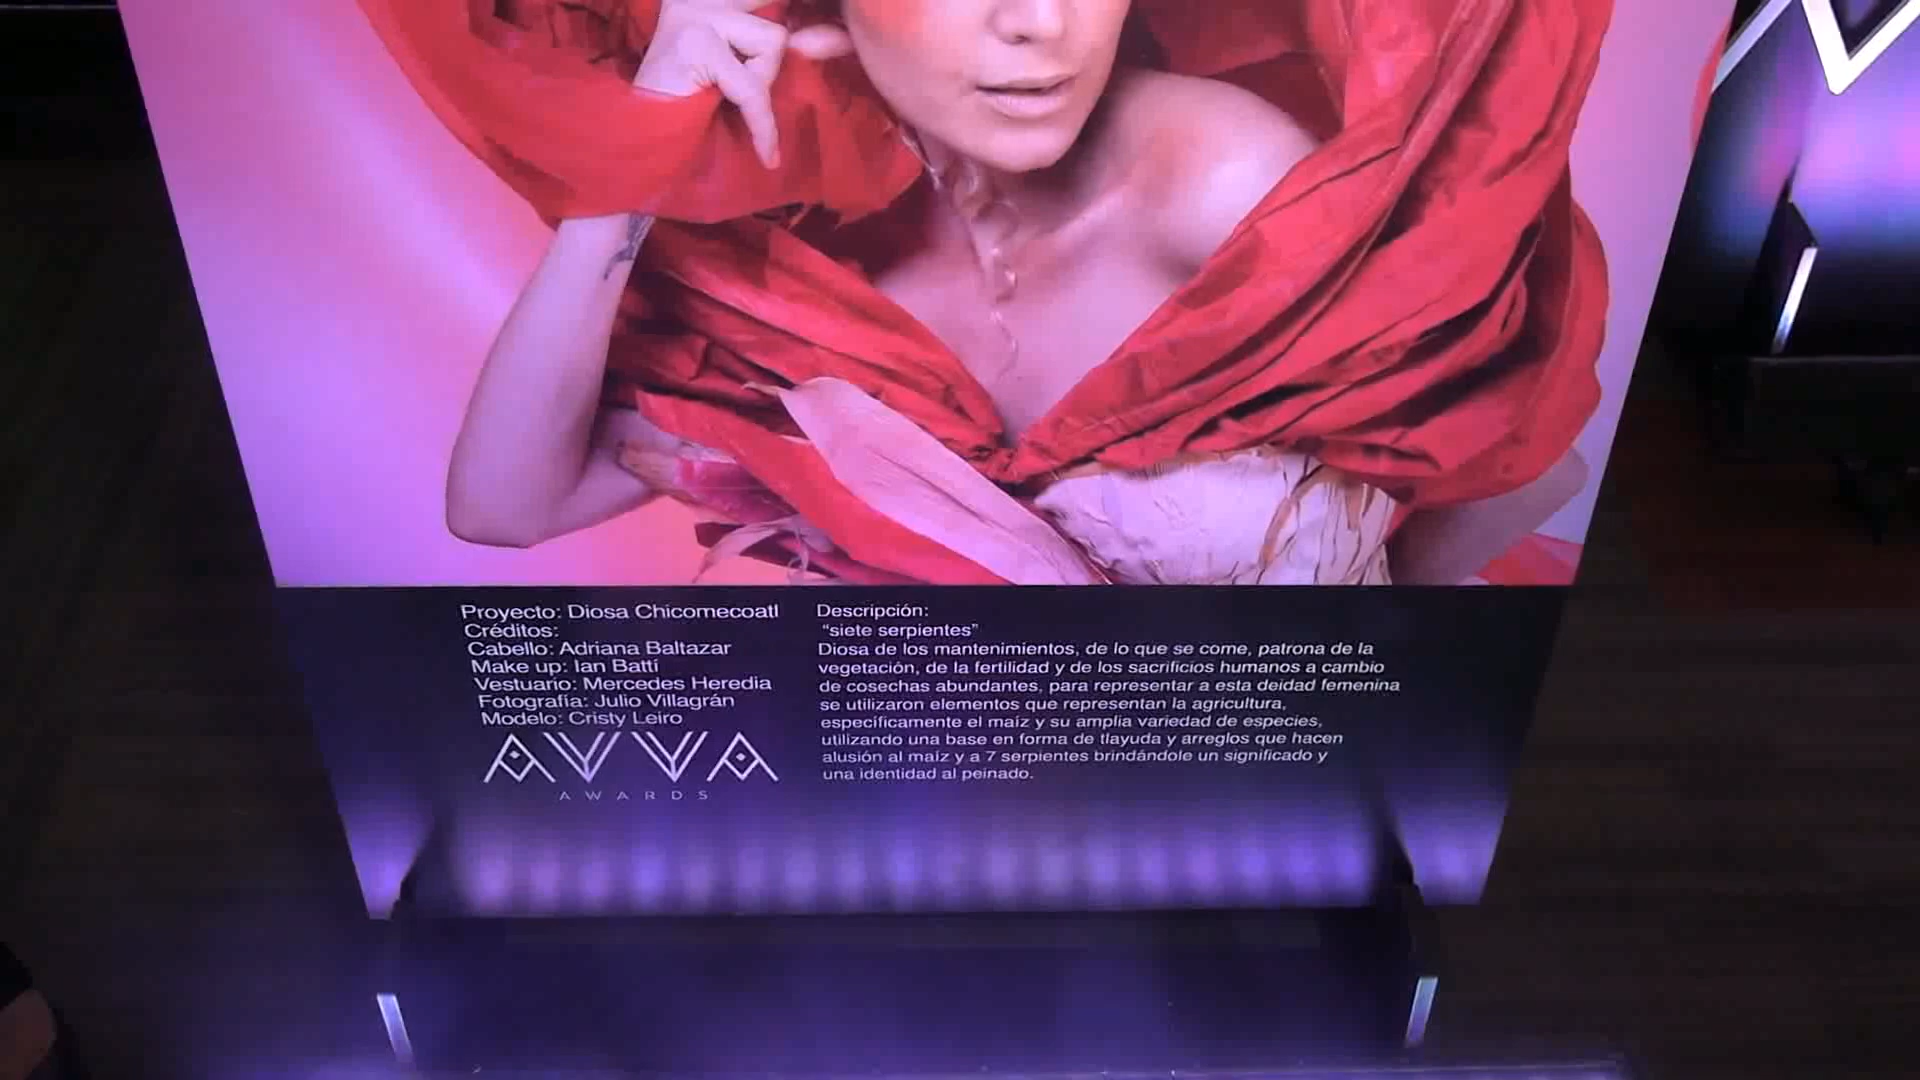 Proyecto: Diosa Chicomecoatl
Créditos:
Cabello: Adriana Baltazar
Make up: Ian Batti
Vestuario: Mercedes Heredia
Fotografía: Julio Villagrán
Modelo: Cristy Leiro
AVVA
AWARDS
Descripción:
“siete serpientes”
Diosa de los mantenimientos, de lo que se come, patrona de la
vegetación, de la fertilidad y de los sacrificios humanos a cambio
de cosechas abundantes, para representar a esta deidad femenina
se utilizaron elementos que representan la agricultura,
específicamente el maíz y su amplia variedad de especies,
utilizando una base en forma de tlayuda y arreglos que hacen
alusión al maíz y a 7 serpientes brindándole un significado y
una identidad al peinado.